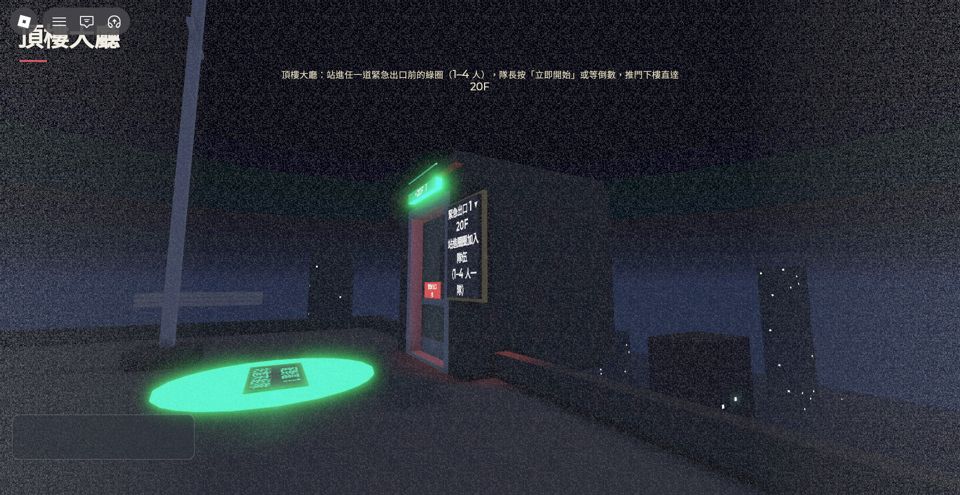 頂樓大廳
頂樓大廳：站進任一道緊急出口前的綠圈（1–4 人），隊長按「立即開始」或等倒數，推門下樓直達
20F
緊急出口 1 ▼
20F
站進圈圈加入
隊伍
（1–4 人一
隊）